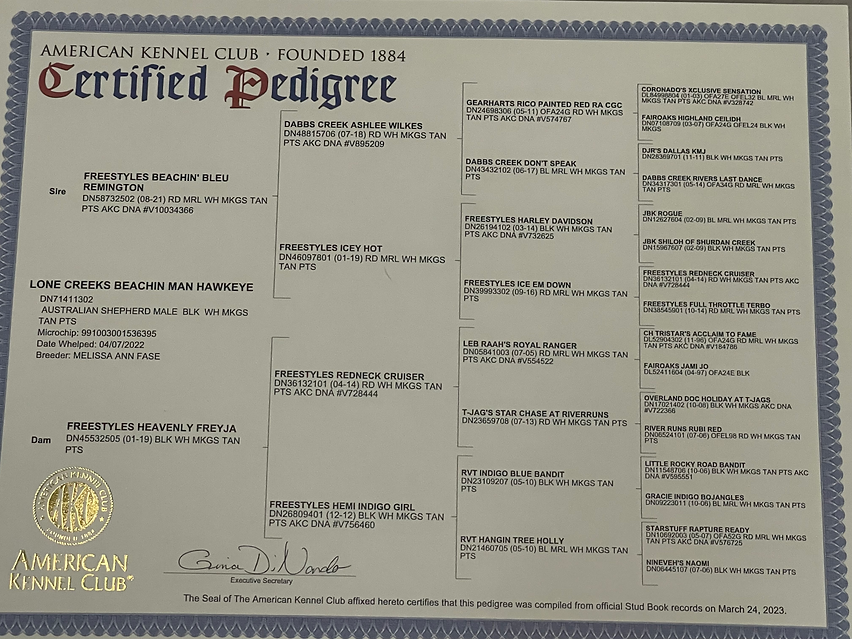 AMERICAN KENNEL CLUB · FOUNDED 1884
Certified Pedigree
Sire
FREESTYLES BEACHIN' BLEU
REMINGTON
DN58732502 (08-21) RD MRL WH MKGS TAN
PTS AKC DNA #V10034366
LONE CREEKS BEACHIN MAN HAWKEYE
DN71411302
AUSTRALIAN SHEPHERD MALE BLK WH MKGS
TAN PTS
Microchip: 991003001536395
Date Whelped: 04/07/2022
Breeder: MELISSA ANN FASE
Dam
FREESTYLES HEAVENLY FREYJA
DN45532505 (01-19) BLK WH MKGS TAN
PTS
DABBS CREEK ASHLEE WILKES
DN48815706 (07-18) RD WH MKGS TAN
PTS AKC DNA #V895209
FREESTYLES ICEY HOT
DN46097801 (01-19) RD MRL WH MKGS
TAN PTS
FREESTYLES REDNECK CRUISER
DN36132101 (04-14) RD WH MKGS TAN
PTS AKC DNA #V728444
FREESTYLES HEMI INDIGO GIRL
DN26809401 (12-12) BLK WH MKGS TAN
PTS AKC DNA #V756460
GEARHARTS RICO PAINTED RED RA CGC
DN24698306 (05-11) OFA24G RD WH MKGS
TAN PTS AKC DNA #V574767
DABBS CREEK DON'T SPEAK
DN43432102 (06-17) BL MRL WH MKGS TAN
PTS
FREESTYLES HARLEY DAVIDSON
DN26194102 (03-14) BLK WH MKGS TAN
PTS AKC DNA #V732625
FREESTYLES ICE EM DOWN
DN39993302 (09-16) RD MRL WH MKGS TAN
PTS
LEB RAAH'S ROYAL RANGER
DN05841003 (07-05) RD MRL WH MKGS TAN
PTS AKC DNA #V554522
T-JAG'S STAR CHASE AT RIVERRUNS
DN23659708 (07-13) RD WH MKGS TAN PTS
RVT INDIGO BLUE BANDIT
DN23109207 (05-10) BLK WH MKGS TAN
PTS
RVT HANGIN TREE HOLLY
DN21460705 (05-10) BL MRL WH MKGS TAN
PTS
CORONADO'S XCLUSIVE SENSATION
DL84998804 (01-03) OFA27E OFEL32 BL MRL WH
MKGS TAN PTS AKC DNA #V328742
FAIROAKS HIGHLAND CEILIDH
DN07108709 (03-07) OFA24G OFEL24 BLK WH
MKGS
DJR'S DALLAS KMJ
DN28369701 (11-11) BLK WH MKGS TAN PTS
DABBS CREEK RIVERS LAST DANCE
DN34317301 (05-14) OFA34G RD MRL WH MKGS
TAN PTS
JBK ROGUE
DN12627604 (02-09) BL MRL WH MKGS TAN PTS
JBK SHILOH OF SHURDAN CREEK
DN15967607 (02-09) BLK WH MKGS TAN PTS
FREESTYLES REDNECK CRUISER
DN36132101 (04-14) RD WH MKGS TAN PTS AKC
DNA #V728444
FREESTYLES FULL THROTTLE TERBO
DN38545901 (10-14) RD MRL WH MKGS TAN PTS
CH TRISTAR'S ACCLAIM TO FAME
DL52904302 (11-96) OFA24G RD MRL WH MKGS
TAN PTS AKC DNA #V184786
FAIROAKS JAMI JO
DL52411604 (04-97) OFA24E BLK
OVERLAND DOC HOLIDAY AT T-JAGS
DN17021402 (10-08) BLK WH MKGS AKC DNA
#V722366
RIVER RUNS RUBI RED
DN06524101 (07-06) OFEL98 RD WH MKGS TAN
PTS
LITTLE ROCKY ROAD BANDIT
DN11548706 (10-06) BLK WH MKGS TAN PTS AKC
DNA #V595551
GRACIE INDIGO BOJANGLES
DN09223011 (10-06) BL MRL WH MKGS TAN PTS
STARSTUFF RAPTURE READY
DN10692003 (05-07) OFA52G RD MRL WH MKGS
TAN PTS AKC DNA #V576725
NINEVEH'S NAOMI
DN06445107 (07-06) BLK WH MKGS TAN PTS
AMERICAN KENNEL CLUB
FOUNDED 1884
AMERICAN
KENNEL CLUB®
Gina DiNardo
Executive Secretary
The Seal of The American Kennel Club affixed hereto certifies that this pedigree was compiled from official Stud Book records on March 24, 2023.